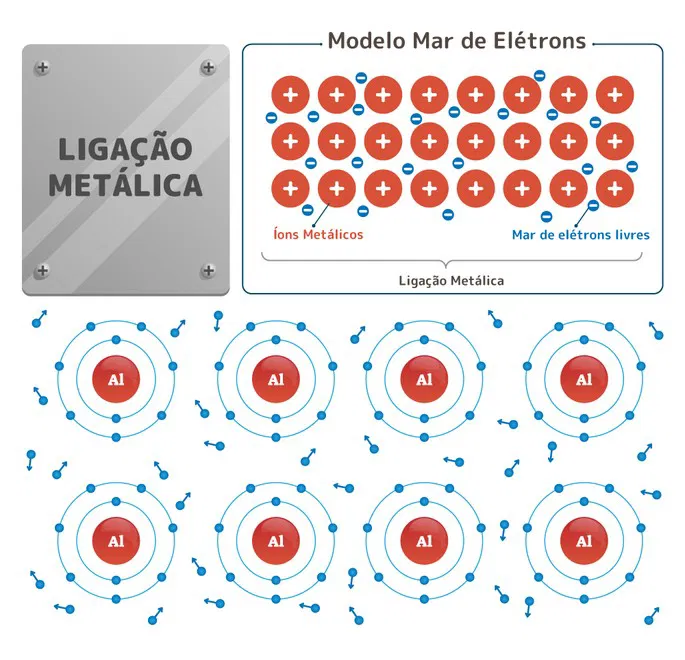 Modelo Mar de Elétrons
LIGAÇÃO
METÁLICA
Íons Metálicos
Mar de elétrons livres
Ligação Metálica
Al
Al
Al
Al
Al
Al
Al
Al